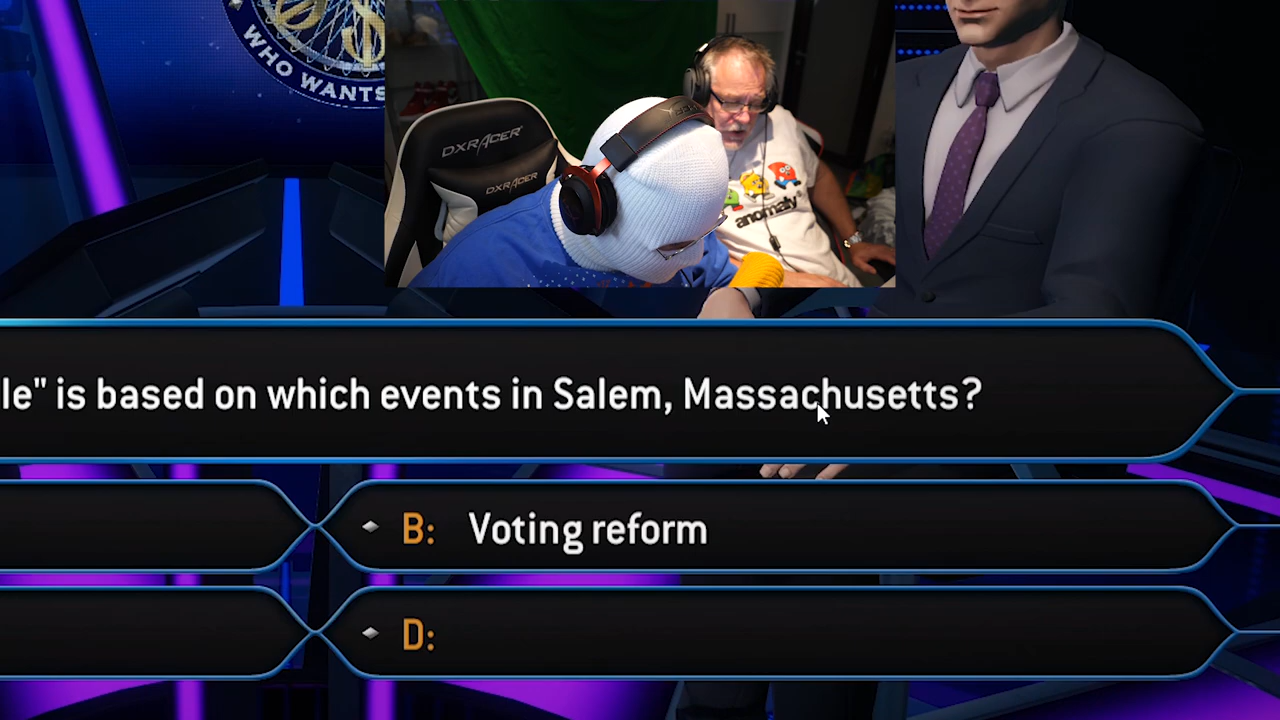 WHO WANTS
DXRACER
DXRACER
anomaly
le" is based on which events in Salem, Massachusetts?
B: Voting reform
D: